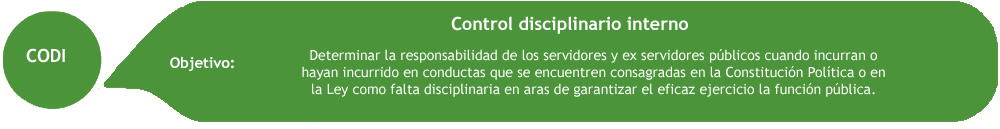 Control disciplinario interno
CODI
Objetivo:
Determinar la responsabilidad de los servidores y ex servidores públicos cuando incurran o
hayan incurrido en conductas que se encuentren consagradas en la Constitución Política o en
la Ley como falta disciplinaria en aras de garantizar el eficaz ejercicio la función pública.